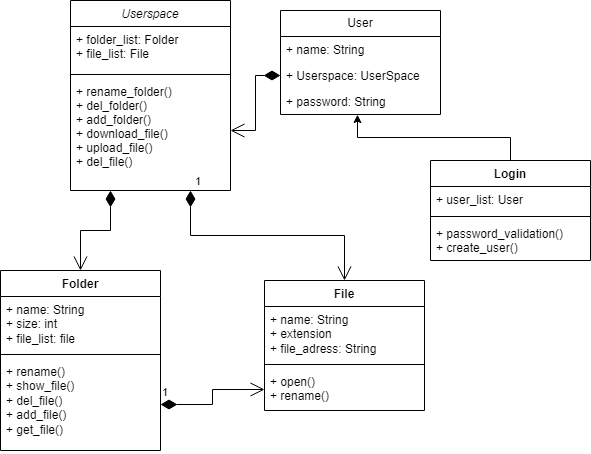 Userspace
+ folder_list: Folder
+ file_list: File
+ rename_folder()
+ del_folder()
+ add_folder()
+ download_file()
+ upload_file()
+ del_file()
1
User
+ name: String
+ Userspace: UserSpace
+ password: String
Login
+ user_list: User
+ password_validation()
+ create_user()
Folder
+ name: String
+ size: int
+ file_list: file
+ rename()
+ show_file()
+ del_file()
+ add_file()
+ get_file()
1
File
+ name: String
+ extension
+ file_adress: String
+ open()
+ rename()